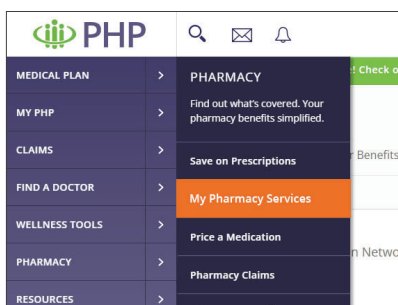 PHP
MEDICAL PLAN
MY PHP
CLAIMS
FIND A DOCTOR
WELLNESS TOOLS
PHARMACY
RESOURCES
PHARMACY
Find out what's covered. Your
pharmacy benefits simplified.
Save on Prescriptions
My Pharmacy Services
Price a Medication
Pharmacy Claims
! Check o
r Benefits
n Netwo